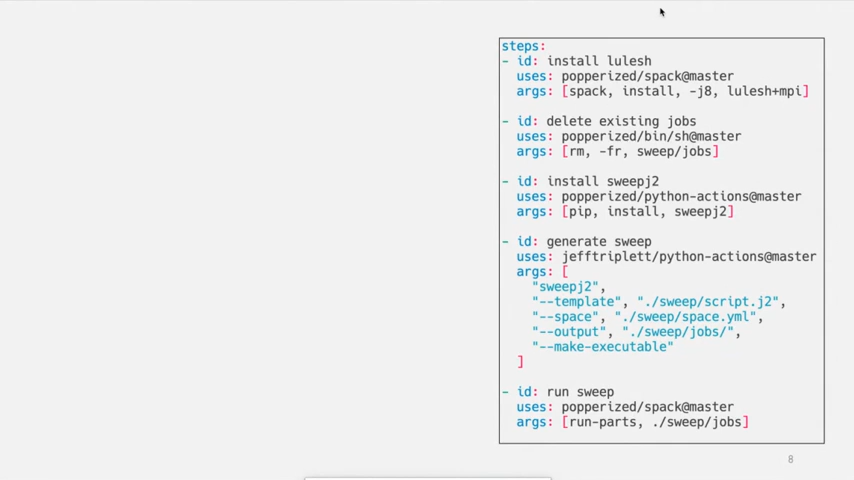 steps:
- id: install lulesh
uses: popperized/spack@master
args: [spack, install, -j8, lulesh+mpi]
- id: delete existing jobs
uses: popperized/bin/sh@master
args: [rm, -fr, sweep/jobs]
- id: install sweepj2
uses: popperized/python-actions@master
args: [pip, install, sweepj2]
- id: generate sweep
uses: jefftriplett/python-actions@master
args: [
"sweepj2",
"--template", "./sweep/script.j2",
"--space", "./sweep/space.yml",
"--output", "./sweep/jobs/",
"--make-executable"
]
- id: run sweep
uses: popperized/spack@master
args: [run-parts, ./sweep/jobs]
8